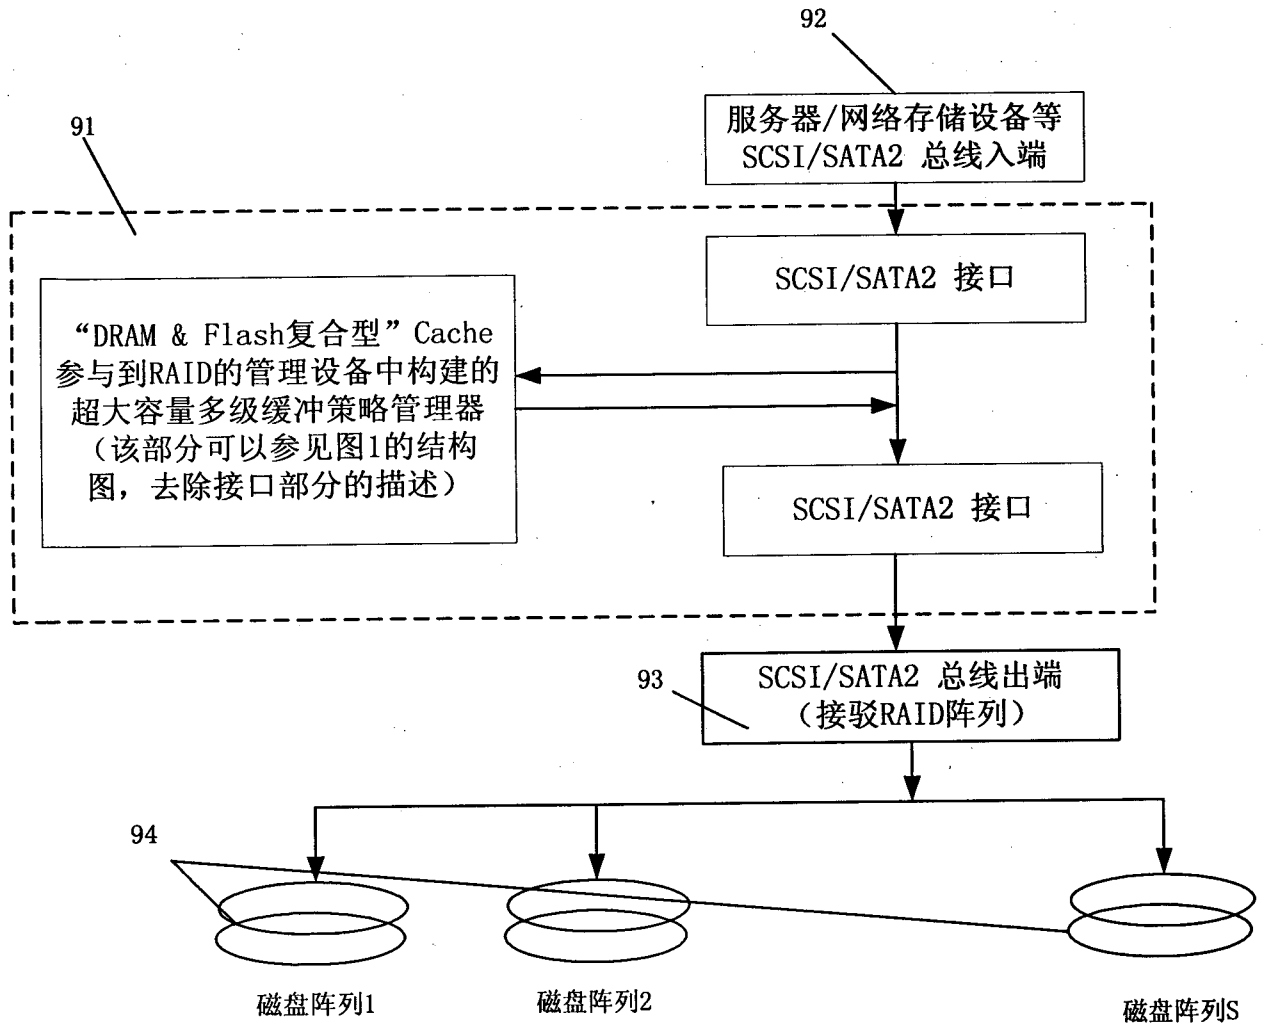 92
服务器/网络存储设备等
SCSI/SATA2 总线入端
91
SCSI/SATA2 接口
“DRAM & Flash复合型”Cache
参与到RAID的管理设备中构建的
超大容量多级缓冲策略管理器
（该部分可以参见图1的结构
图，去除接口部分的描述）
SCSI/SATA2 接口
93
SCSI/SATA2 总线出端
（接驳RAID阵列）
94
磁盘阵列1
磁盘阵列2
磁盘阵列S